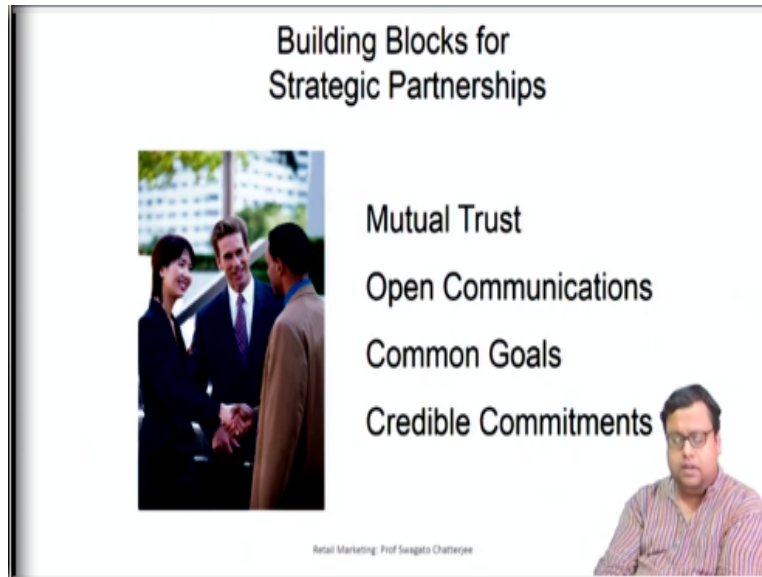 Building Blocks for
Strategic Partnerships
Mutual Trust
Open Communications
Common Goals
Credible Commitments
Retail Marketing: Prof Swagato Chatterjee